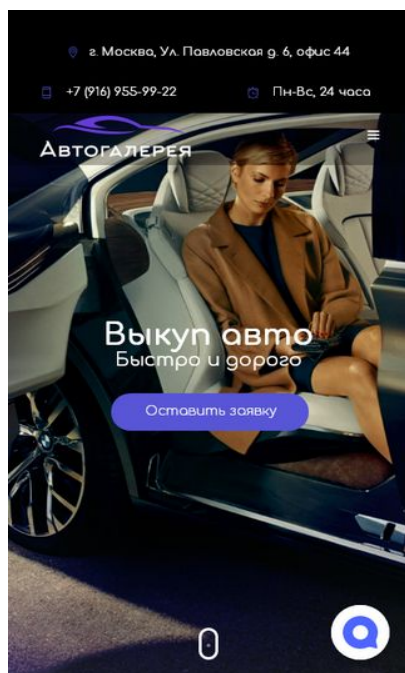 г. Москва, Ул. Павловская д. 6, офис 44
+7 (916) 955-99-22
Пн-Вс, 24 часа
АВТОГАЛЕРЕЯ
Выкуп авто
Быстро и дорого
Оставить заявку